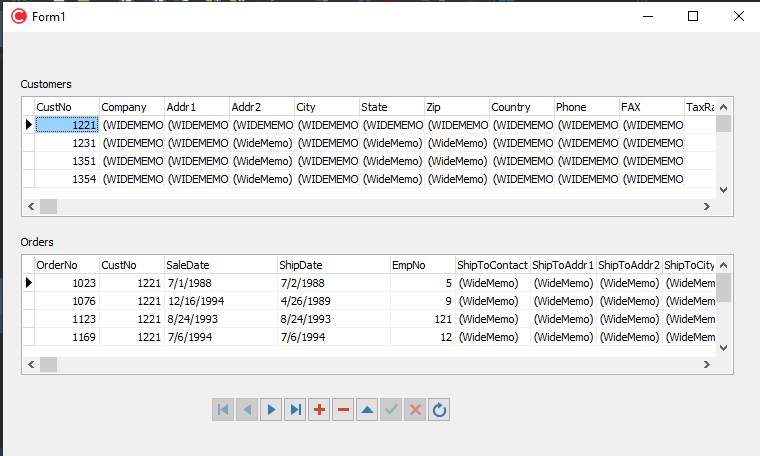 Form1
Customers
CustNo Company Addr1 Addr2 City State Zip Country Phone FAX TaxRa
1221 (WIDEMEMO (WIDEMEMO (WIDEMEMO (WIDEMEMO (WIDEMEMO (WIDEMEMO (WIDEMEMO (WIDEMEMO (WIDEMEMO
1231 (WIDEMEMO (WIDEMEMO (WideMemo) (WIDEMEMO (WideMemo) (WideMemo) (WIDEMEMO (WIDEMEMO (WIDEMEMO
1351 (WIDEMEMO (WIDEMEMO (WideMemo) (WIDEMEMO (WideMemo) (WideMemo) (WIDEMEMO (WIDEMEMO (WIDEMEMO
1354 (WIDEMEMO (WIDEMEMO (WIDEMEMO (WIDEMEMO (WideMemo) (WideMemo) (WIDEMEMO (WIDEMEMO (WIDEMEMO
Orders
OrderNo CustNo SaleDate ShipDate EmpNo ShipToContact ShipToAddr1 ShipToAddr2 ShipToCity
1023 1221 7/1/1988 7/2/1988 5 (WideMemo) (WideMemo) (WideMemo) (WideMem
1076 1221 12/16/1994 4/26/1989 9 (WideMemo) (WideMemo) (WideMemo) (WideMem
1123 1221 8/24/1993 8/24/1993 121 (WideMemo) (WideMemo) (WideMemo) (WideMem
1169 1221 7/6/1994 7/6/1994 12 (WideMemo) (WideMemo) (WideMemo) (WideMem